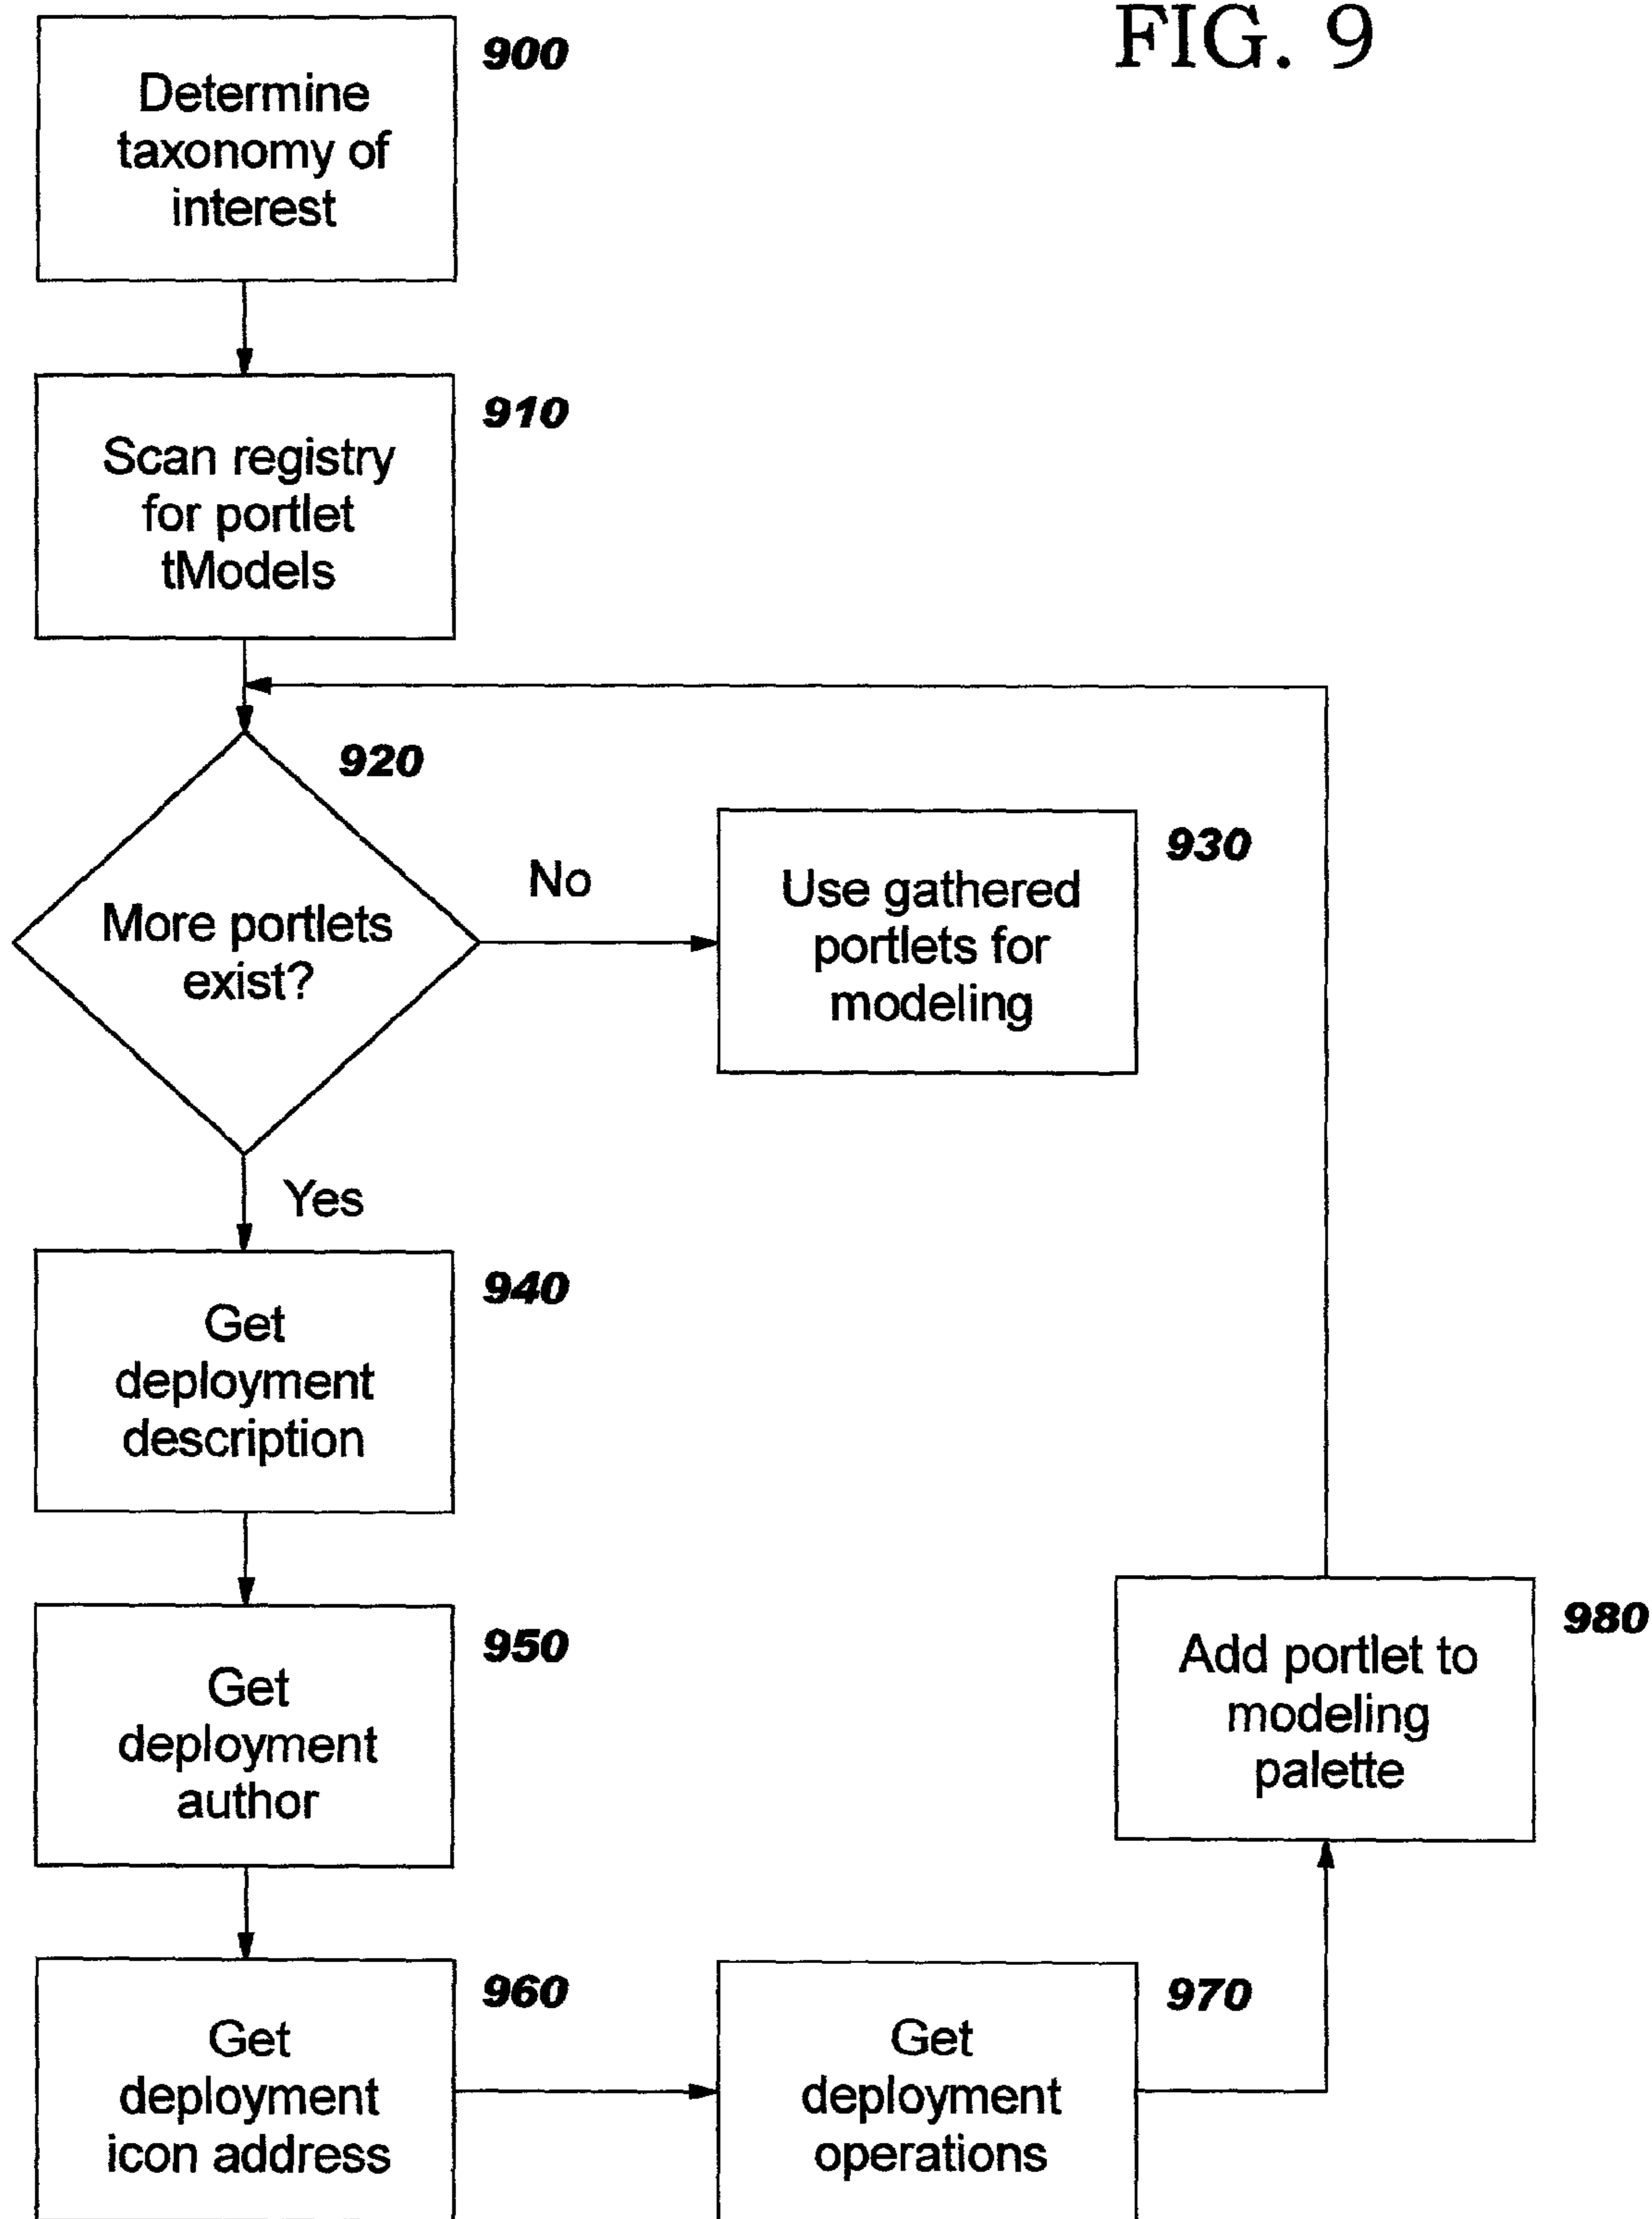 FIG. 9
900
Determine
taxonomy of
interest
910
Scan registry
for portlet
tModels
920
More portlets
exist?
No
930
Use gathered
portlets for
modeling
Yes
940
Get
deployment
description
950
Get
deployment
author
960
Get
deployment
icon address
970
Get
deployment
operations
980
Add portlet to
modeling
palette